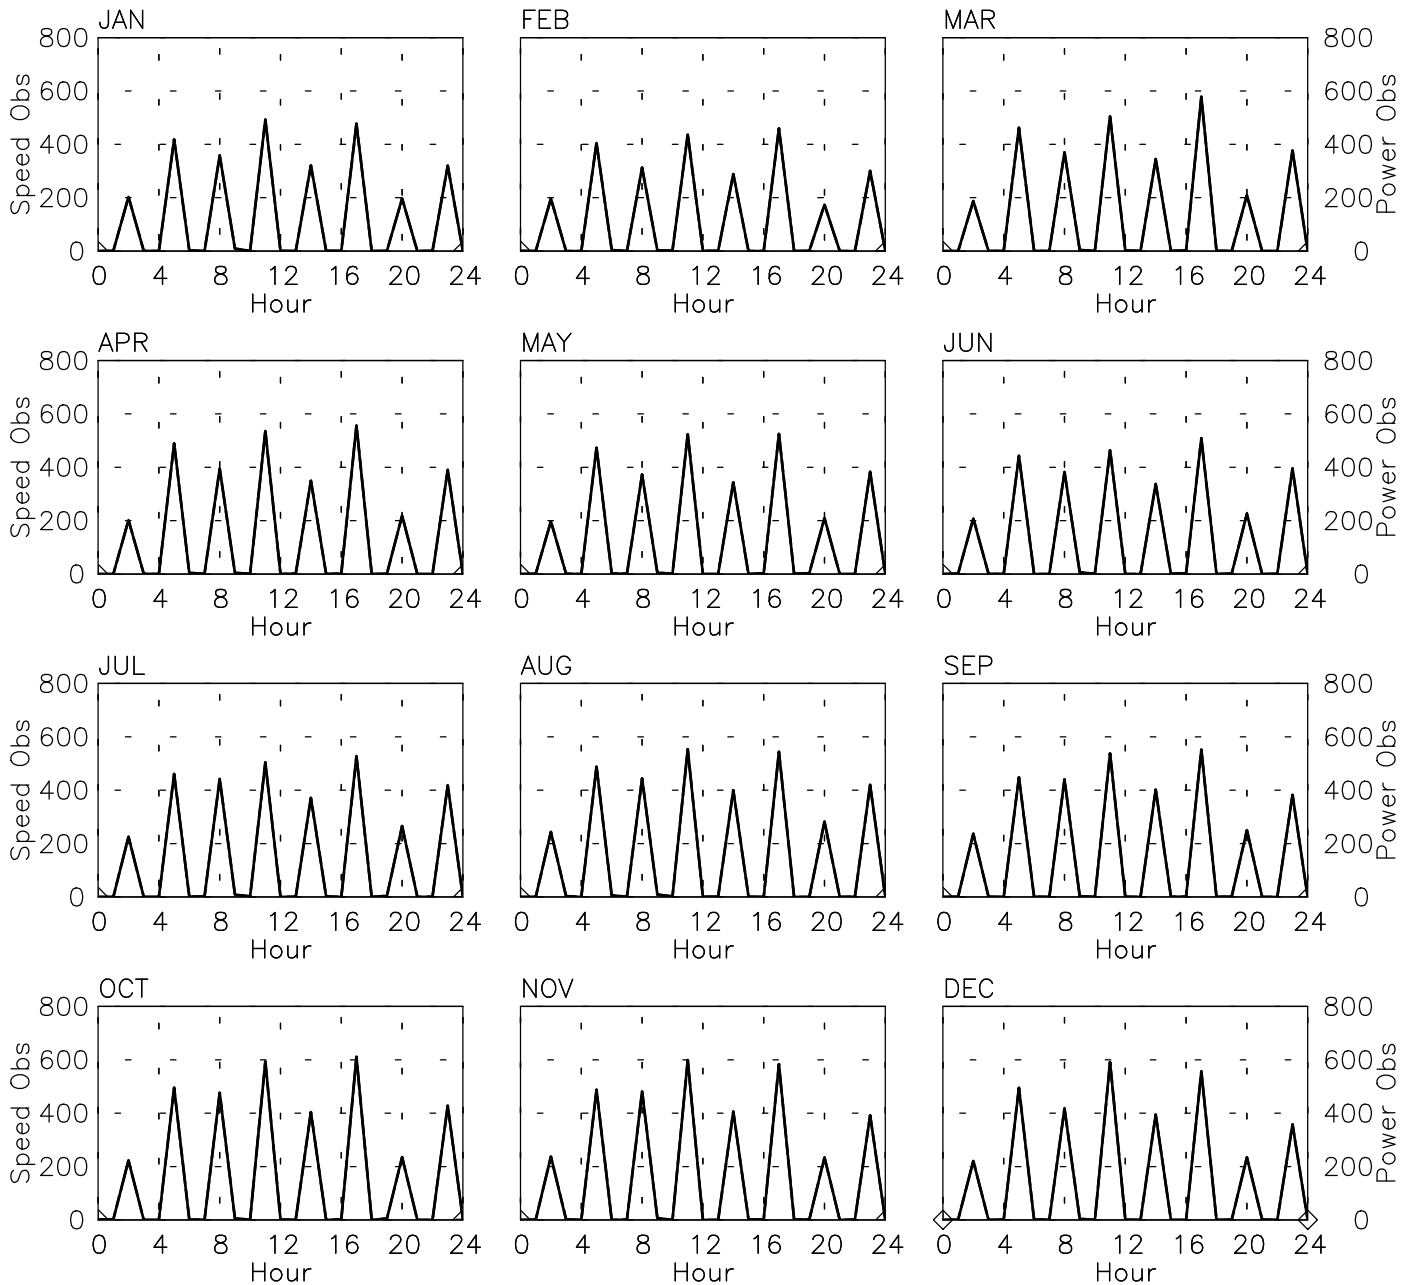 JAN FEB MAR
800 800
600 600
400 400
200 200
0 0
Speed Obs Power Obs
0 4 8 12 16 20 24 0 4 8 12 16 20 24 0 4 8 12 16 20 24
Hour Hour Hour
APR MAY JUN
800 800
600 600
400 400
200 200
0 0
Speed Obs Power Obs
0 4 8 12 16 20 24 0 4 8 12 16 20 24 0 4 8 12 16 20 24
Hour Hour Hour
JUL AUG SEP
800 800
600 600
400 400
200 200
0 0
Speed Obs Power Obs
0 4 8 12 16 20 24 0 4 8 12 16 20 24 0 4 8 12 16 20 24
Hour Hour Hour
OCT NOV DEC
800 800
600 600
400 400
200 200
0 0
Speed Obs Power Obs
0 4 8 12 16 20 24 0 4 8 12 16 20 24 0 4 8 12 16 20 24
Hour Hour Hour